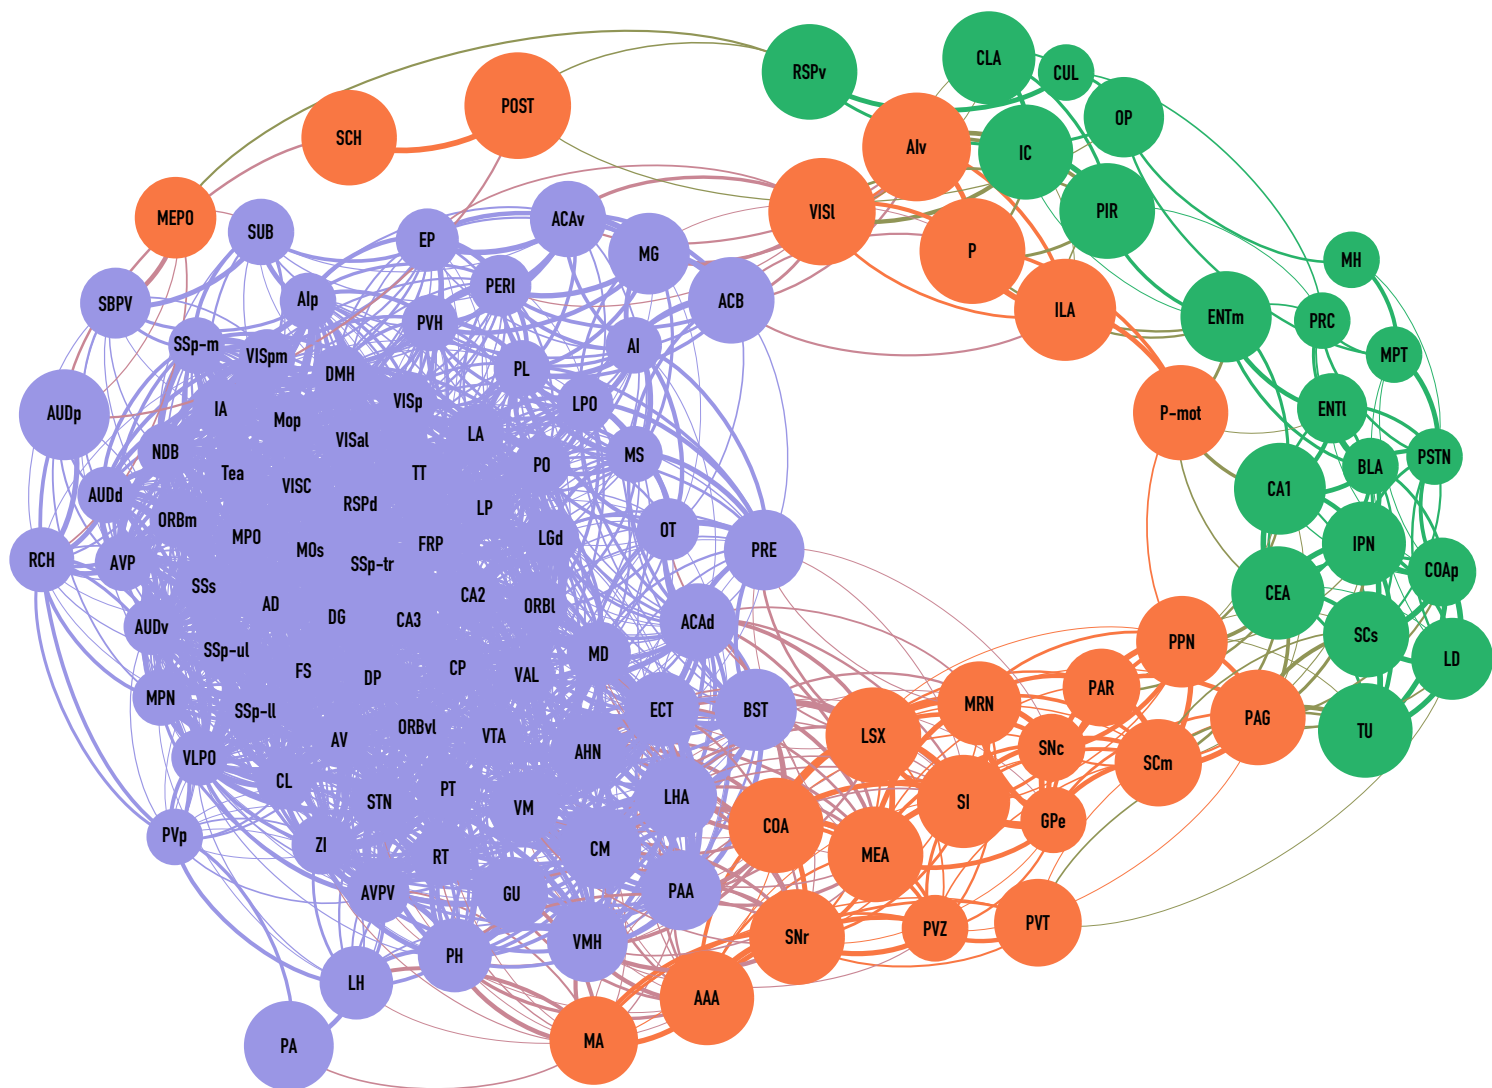 CLA
RSPv
CUL
POST
OP
SCH
AIv
IC
PIR
VISl
MEPO
SUB
ACAv
EP
MG
P
MH
PERI
SBPV
AIp
ACB
ILA
ENTm
PRC
PVH
SSp-m
VISpm
AI
MPT
PL
DMH
VISp
LPO
IA
AUDp
Mop
P-mot
ENTl
VISal
LA
NDB
MS
PSTN
Tea
TT
PO
BLA
VISC
CA1
AUDd
RSPd
LP
ORBm
OT
MPO
MOs
FRP
LGd
PRE
IPN
RCH
AVP
SSp-tr
COAp
SSs
CA2
CEA
AD
ORBl
DG
CA3
ACAd
AUDv
SCs
PPN
SSp-ul
MD
LD
FS
DP
CP
VAL
PAR
MPN
MRN
SSp-ll
ECT
BST
PAG
ORBvl
TU
AV
VTA
LSX
SNc
VLPO
AHN
SCm
CL
PT
LHA
STN
VM
SI
GPe
COA
PVp
ZI
CM
RT
MEA
PAA
AVPV
GU
PVT
PVZ
SNr
VMH
PH
LH
AAA
MA
PA